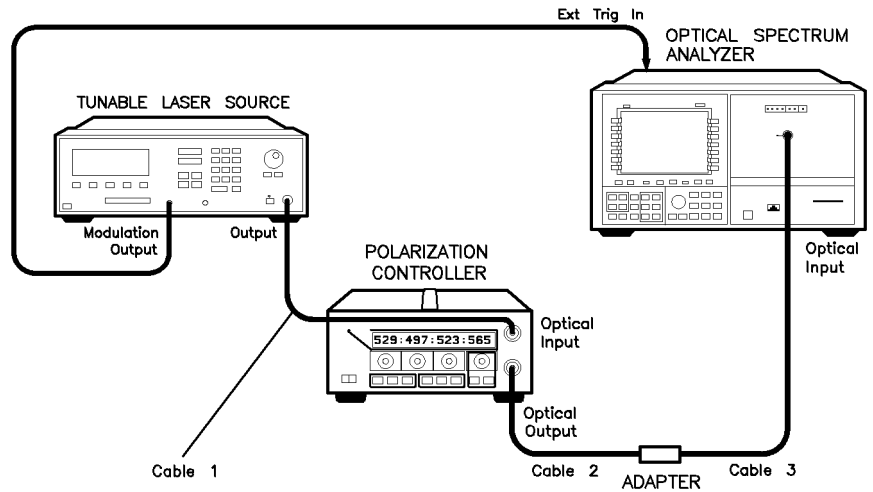 Ext Trig In
OPTICAL SPECTRUM
ANALYZER
TUNABLE LASER SOURCE
Modulation
Output
Output
POLARIZATION
CONTROLLER
Optical
Input
529:497:523:565
Optical
Input
Optical
Output
Cable 1
Cable 2
ADAPTER
Cable 3